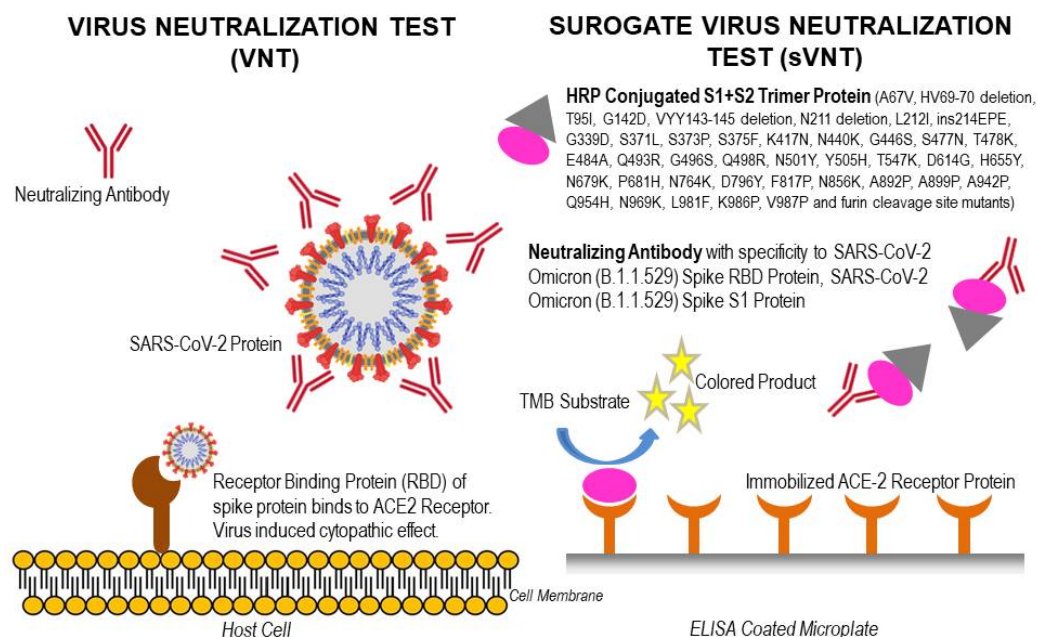 VIRUS NEUTRALIZATION TEST
(VNT)
Neutralizing Antibody
SARS-CoV-2 Protein
Receptor Binding Protein (RBD) of
spike protein binds to ACE2 Receptor.
Virus induced cytopathic effect.
Cell Membrane
Host Cell
SUROGATE VIRUS NEUTRALIZATION
TEST (sVNT)
HRP Conjugated S1+S2 Trimer Protein (A67V, HV69-70 deletion,
T95I, G142D, VYY143-145 deletion, N211 deletion, L212I, ins214EPE,
G339D, S371L, S373P, S375F, K417N, N440K, G446S, S477N, T478K,
E484A, Q493R, G496S, Q498R, N501Y, Y505H, T547K, D614G, H655Y,
N679K, P681H, N764K, D796Y, F817P, N856K, A892P, A899P, A942P,
Q954H, N969K, L981F, K986P, V987P and furin cleavage site mutants)
Neutralizing Antibody with specificity to SARS-CoV-2
Omicron (B.1.1.529) Spike RBD Protein, SARS-CoV-2
Omicron (B.1.1.529) Spike S1 Protein
Colored Product
TMB Substrate
Immobilized ACE-2 Receptor Protein
ELISA Coated Microplate